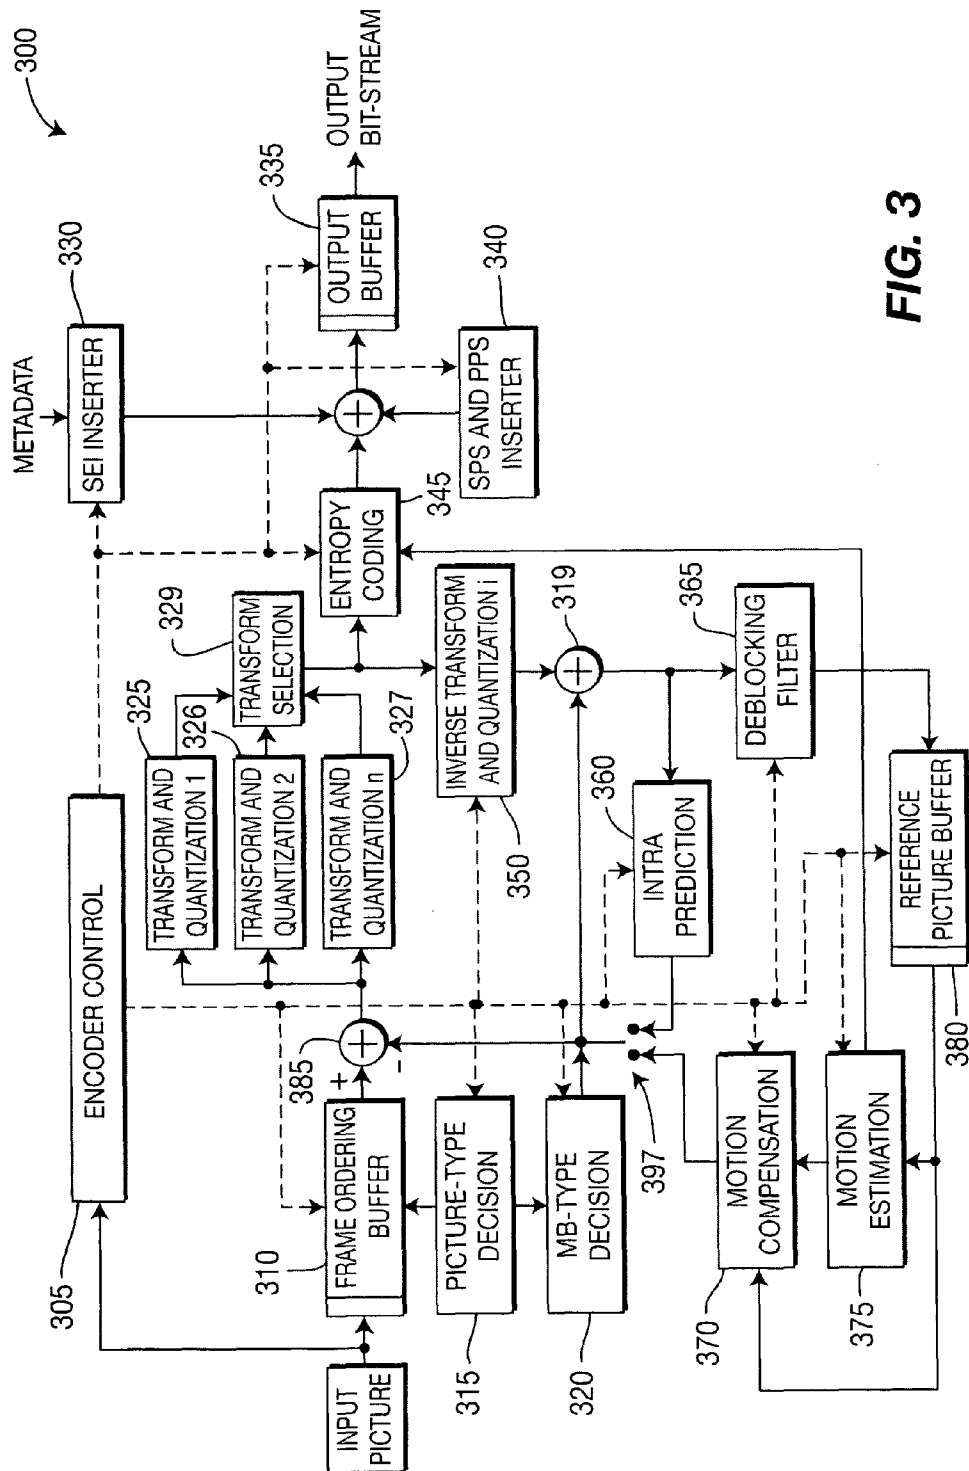 300
METADATA
330
SEI INSERTER
335
OUTPUT
BUFFER
OUTPUT
BIT-STREAM
340
SPS AND PPS
INSERTER
345
ENTROPY
CODING
329
TRANSFORM
SELECTION
325
TRANSFORM AND
QUANTIZATION 1
326
TRANSFORM AND
QUANTIZATION 2
327
TRANSFORM AND
QUANTIZATION n
305
ENCODER CONTROL
INPUT
PICTURE
310
FRAME ORDERING
BUFFER
385
+
+
-
+
315
PICTURE-TYPE
DECISION
320
MB-TYPE
DECISION
350
INVERSE TRANSFORM
AND QUANTIZATION i
319
+
360
INTRA
PREDICTION
365
DEBLOCKING
FILTER
397
370
MOTION
COMPENSATION
375
MOTION
ESTIMATION
380
REFERENCE
PICTURE BUFFER
FIG. 3